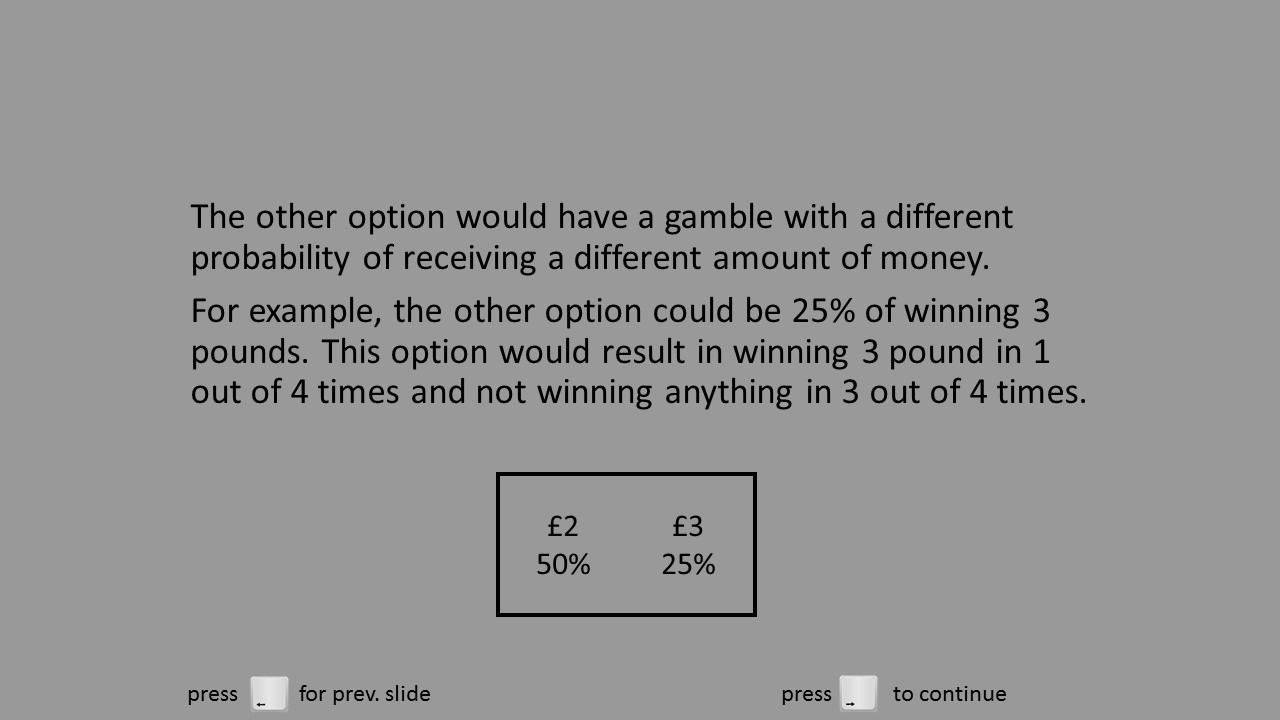 The other option would have a gamble with a different
probability of receiving a different amount of money.
For example, the other option could be 25% of winning 3
pounds. This option would result in winning 3 pound in 1
out of 4 times and not winning anything in 3 out of 4 times.
£2 £3
50% 25%
press ← for prev. slide press → to continue